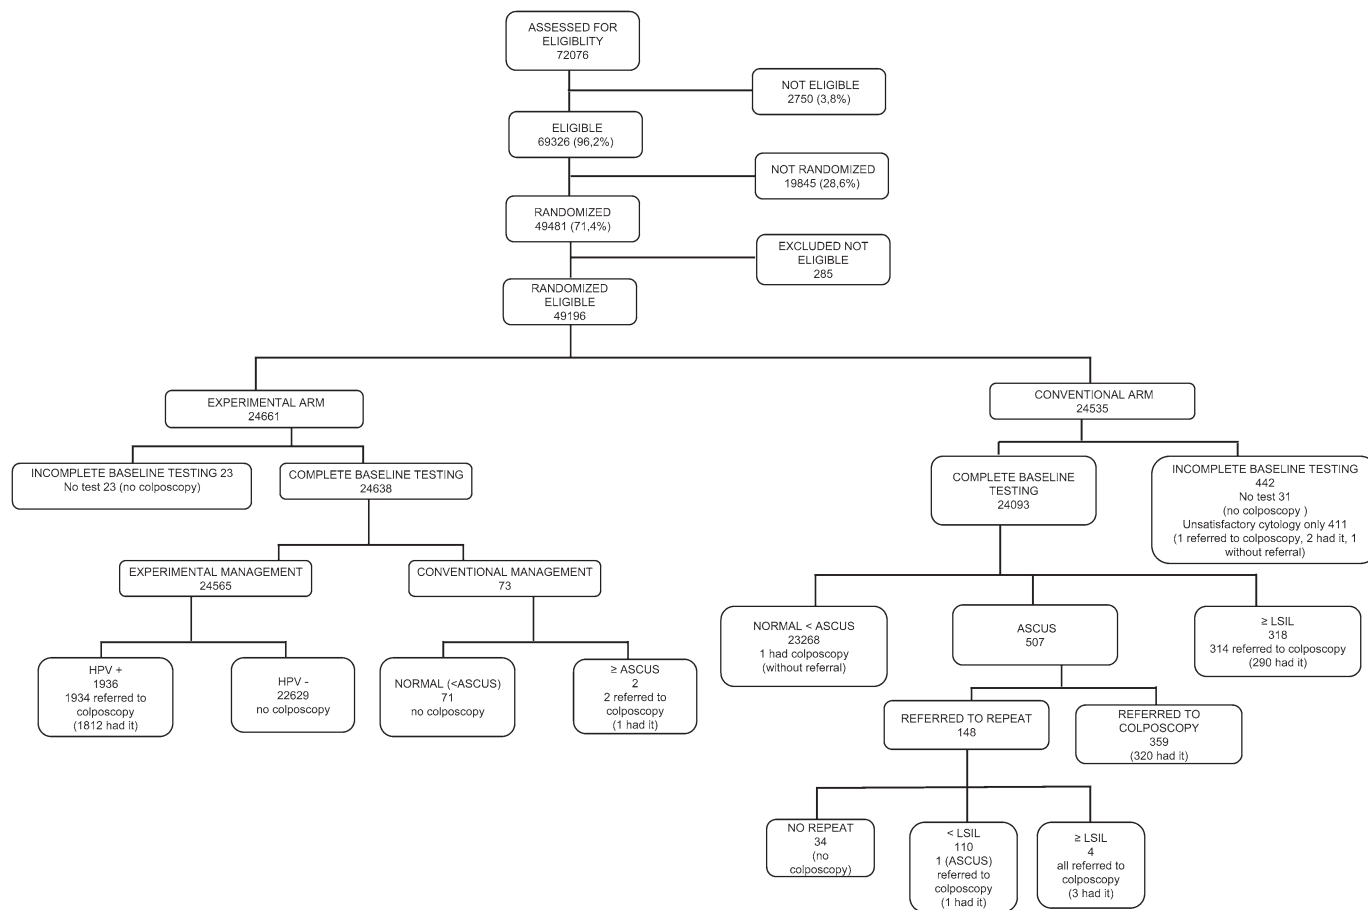 ASSESSED FOR
ELIGIBLITY
72076
NOT ELIGIBLE
2750 (3,8%)
ELIGIBLE
69326 (96,2%)
NOT RANDOMIZED
19845 (28,6%)
RANDOMIZED
49481 (71,4%)
EXCLUDED NOT
ELIGIBLE
285
RANDOMIZED
ELIGIBLE
49196
EXPERIMENTAL ARM
24661
CONVENTIONAL ARM
24535
INCOMPLETE BASELINE TESTING 23
No test 23 (no colposcopy)
COMPLETE BASELINE TESTING
24638
COMPLETE BASELINE
TESTING
24093
INCOMPLETE BASELINE TESTING
442
No test 31
(no colposcopy )
Unsatisfactory cytology only 411
(1 referred to colposcopy, 2 had it, 1
without referral)
EXPERIMENTAL MANAGEMENT
24565
CONVENTIONAL MANAGEMENT
73
NORMAL < ASCUS
23268
1 had colposcopy
(without referral)
ASCUS
507
≥ LSIL
318
314 referred to colposcopy
(290 had it)
HPV +
1936
1934 referred to
colposcopy
(1812 had it)
HPV -
22629
no colposcopy
NORMAL (<ASCUS)
71
no colposcopy
≥ ASCUS
2
2 referred to
colposcopy
(1 had it)
REFERRED TO REPEAT
148
REFERRED TO
COLPOSCOPY
359
(320 had it)
NO REPEAT
34
(no
colposcopy)
< LSIL
110
1 (ASCUS)
referred to
colposcopy
(1 had it)
≥ LSIL
4
all referred to
colposcopy
(3 had it)